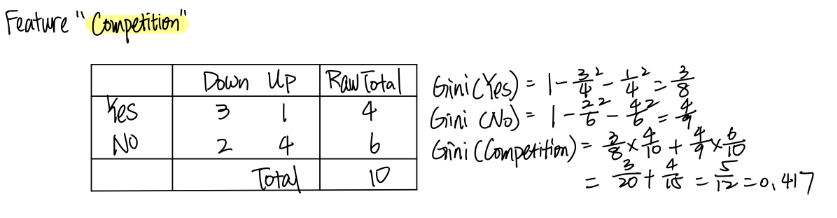 Feature "Competition"
Down Up Raw Total
Yes 3 1 4
No 2 4 6
Total 10
Gini(Yes) = 1 - 3/4² - 1/4² = 3/8
Gini(No) = 1 - 2/6² - 4/6² = 4/9
Gini(Competition) = 3/8 × 4/10 + 4/9 × 6/10
= 3/20 + 4/15 = 5/12 = 0.417